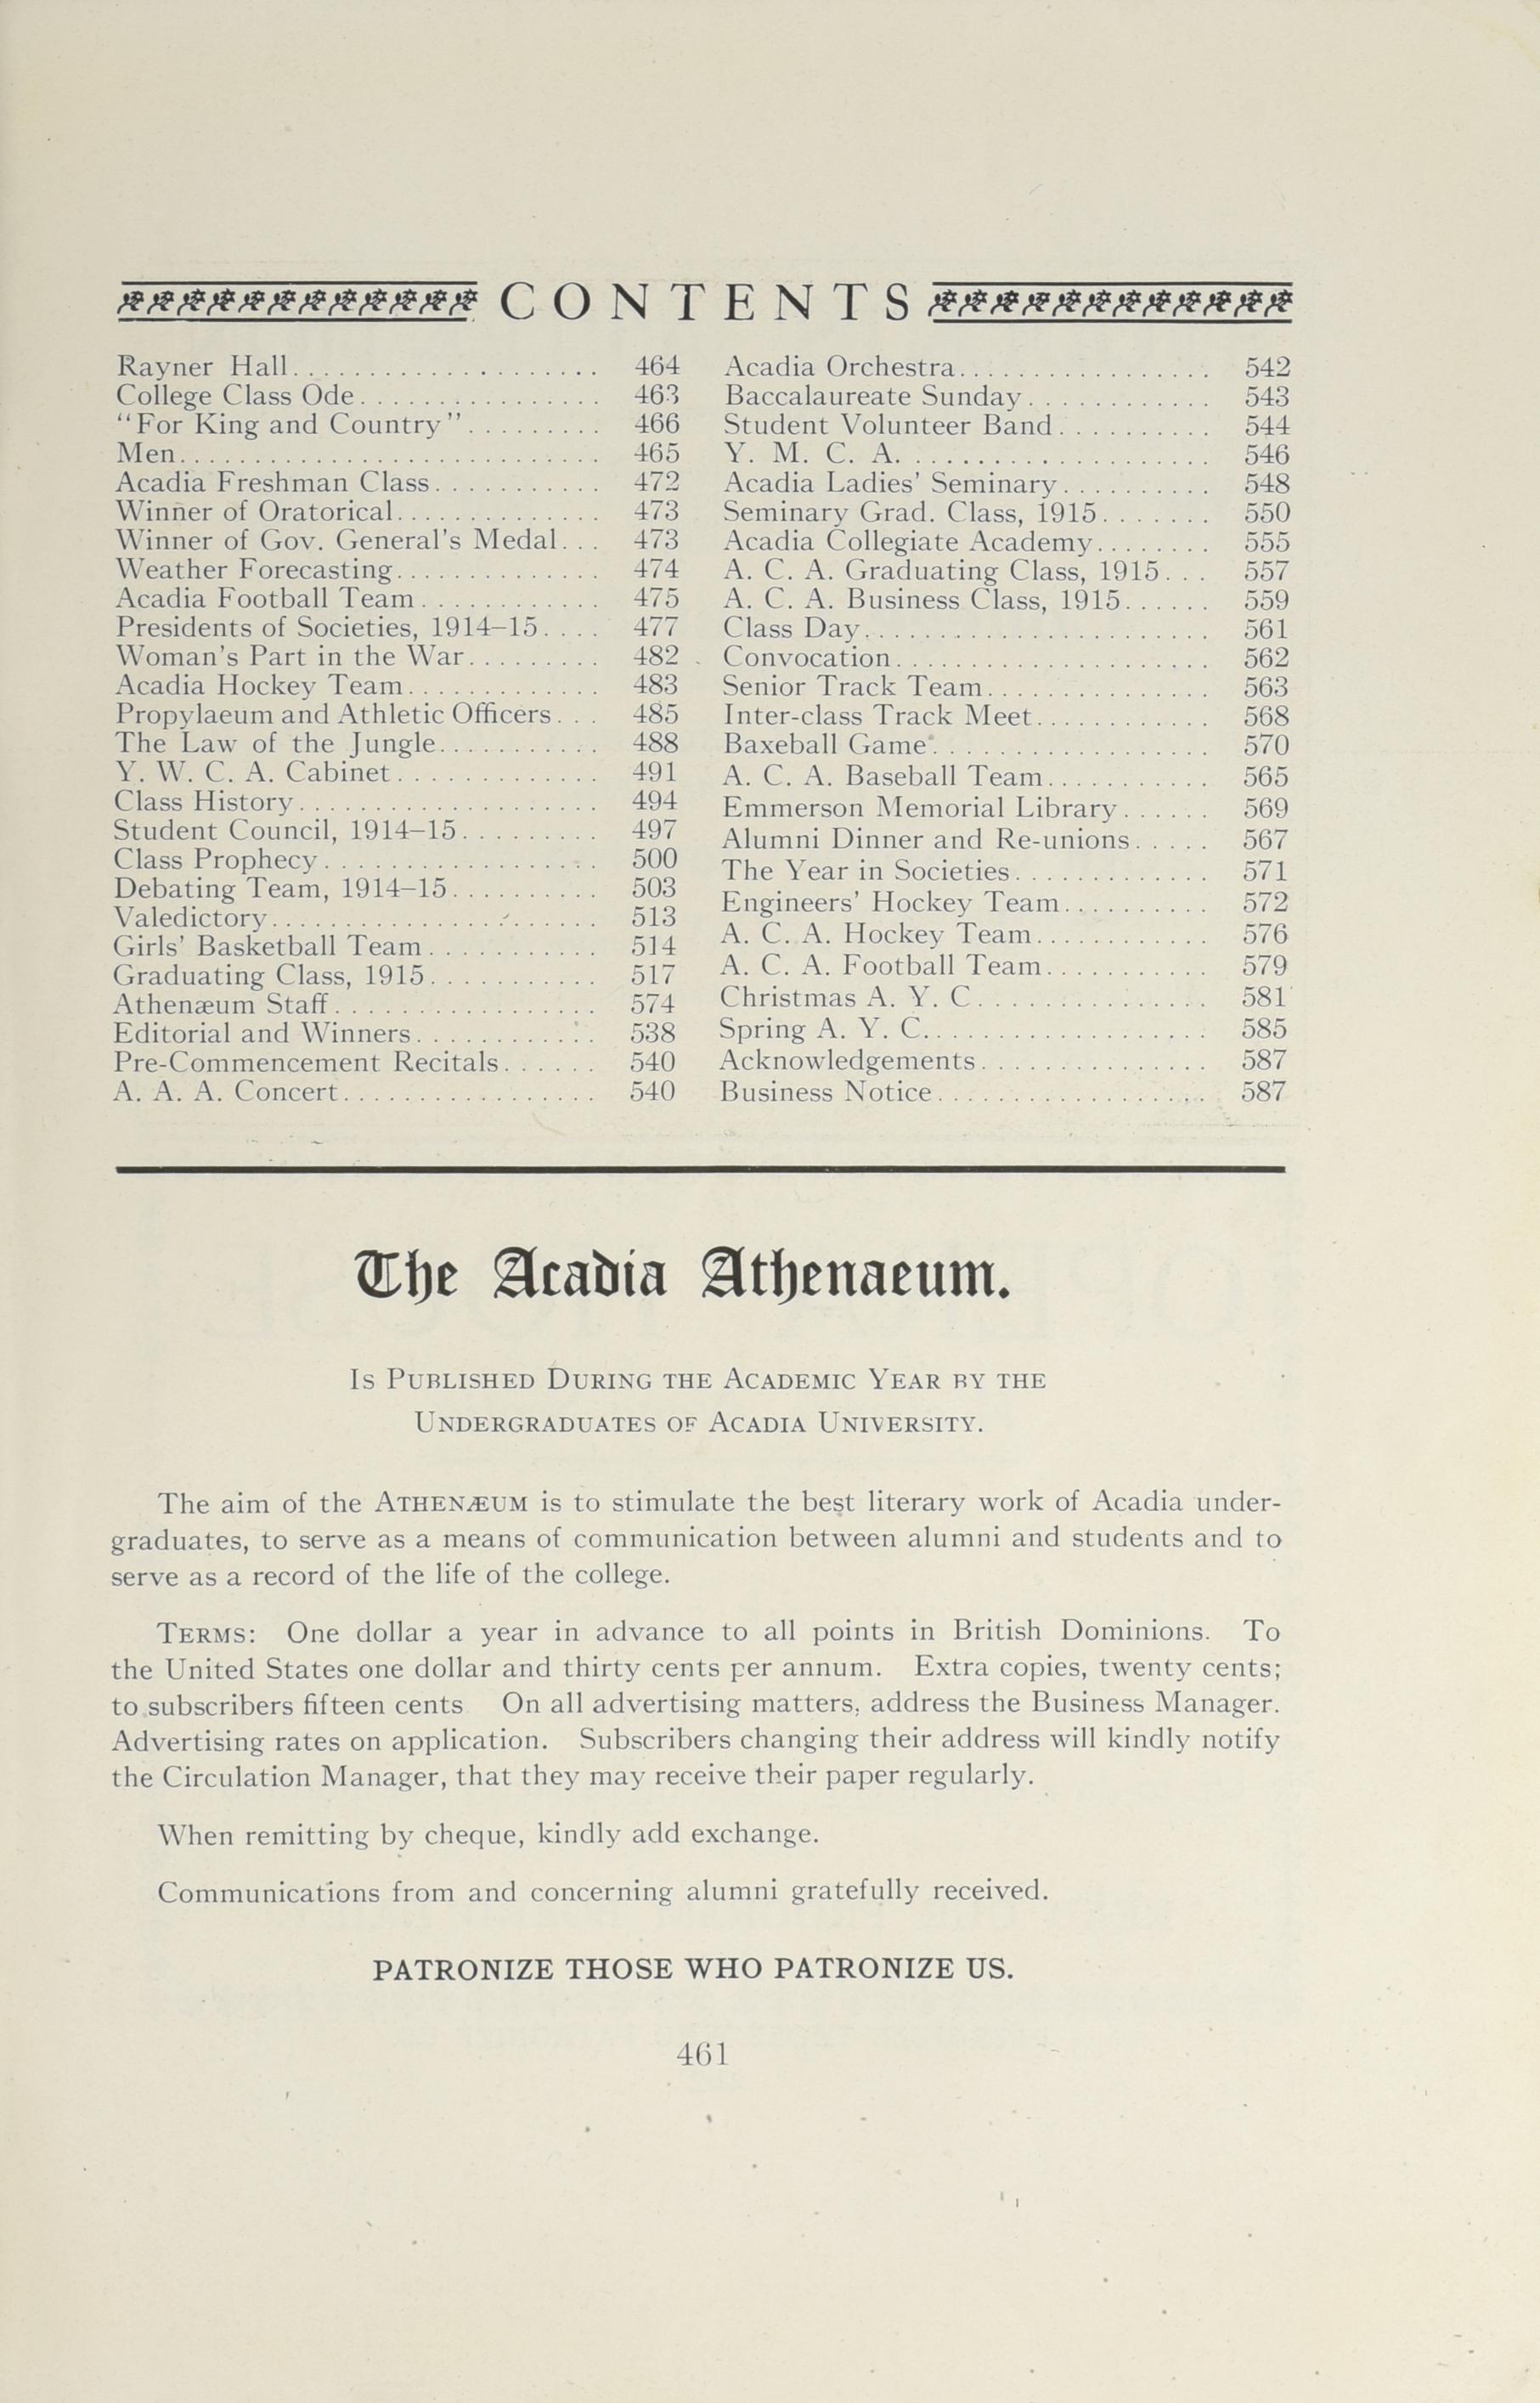 CONTENTS
Rayner Hall.................... 464
College Class Ode................ 463
"For King and Country"......... 466
Men............................ 465
Acadia Freshman Class........... 472
Winner of Oratorical.............. 473
Winner of Gov. General's Medal... 473
Weather Forecasting.............. 474
Acadia Football Team............ 475
Presidents of Societies, 1914–15.... 477
Woman's Part in the War......... 482
Acadia Hockey Team............. 483
Propylaeum and Athletic Officers... 485
The Law of the Jungle........... 488
Y. W. C. A. Cabinet.............. 491
Class History.................... 494
Student Council, 1914–15......... 497
Class Prophecy................... 500
Debating Team, 1914–15.......... 503
Valedictory...................... 513
Girls' Basketball Team........... 514
Graduating Class, 1915........... 517
Athenæum Staff.................. 574
Editorial and Winners............ 538
Pre-Commencement Recitals...... 540
A. A. A. Concert................. 540
Acadia Orchestra................. 542
Baccalaureate Sunday............ 543
Student Volunteer Band.......... 544
Y. M. C. A..................... 546
Acadia Ladies' Seminary.......... 548
Seminary Grad. Class, 1915....... 550
Acadia Collegiate Academy........ 555
A. C. A. Graduating Class, 1915... 557
A. C. A. Business Class, 1915...... 559
Class Day....................... 561
Convocation..................... 562
Senior Track Team............... 563
Inter-class Track Meet............ 568
Baxeball Game.................. 570
A. C. A. Baseball Team........... 565
Emmerson Memorial Library...... 569
Alumni Dinner and Re-unions..... 567
The Year in Societies............. 571
Engineers' Hockey Team.......... 572
A. C. A. Hockey Team............ 576
A. C. A. Football Team........... 579
Christmas A. Y. C............... 581
Spring A. Y. C................... 585
Acknowledgements............... 587
Business Notice.................. 587
The Acadia Athenaeum.
Is Published During the Academic Year by the
Undergraduates of Acadia University.
The aim of the Athenæum is to stimulate the best literary work of Acadia under-
graduates, to serve as a means of communication between alumni and students and to
serve as a record of the life of the college.
Terms: One dollar a year in advance to all points in British Dominions. To
the United States one dollar and thirty cents per annum. Extra copies, twenty cents;
to subscribers fifteen cents On all advertising matters, address the Business Manager.
Advertising rates on application. Subscribers changing their address will kindly notify
the Circulation Manager, that they may receive their paper regularly.
When remitting by cheque, kindly add exchange.
Communications from and concerning alumni gratefully received.
PATRONIZE THOSE WHO PATRONIZE US.
461